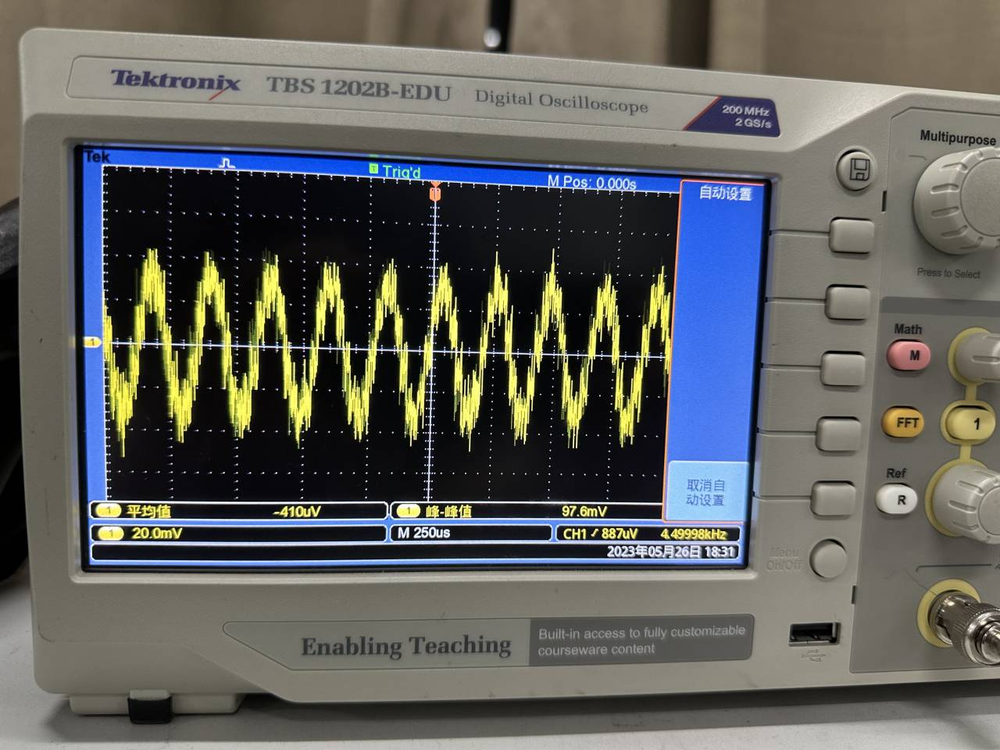 Tektronix TBS 1202B-EDU Digital Oscilloscope
200 MHz
2 GS/s
Multipurpose
Press to Select
Tek
T Trig'd
M Pos: 0.000s
自动设置
1
取消自
动设置
1 平均值 -410uV
1 峰-峰值 97.6mV
1 20.0mV
M 250us
CH1 887uV 4.49998kHz
2023年05月26日 18:31
Math
M
FFT
1
Ref
R
Menu
On/Off
Enabling Teaching
Built-in access to fully customizable
courseware content